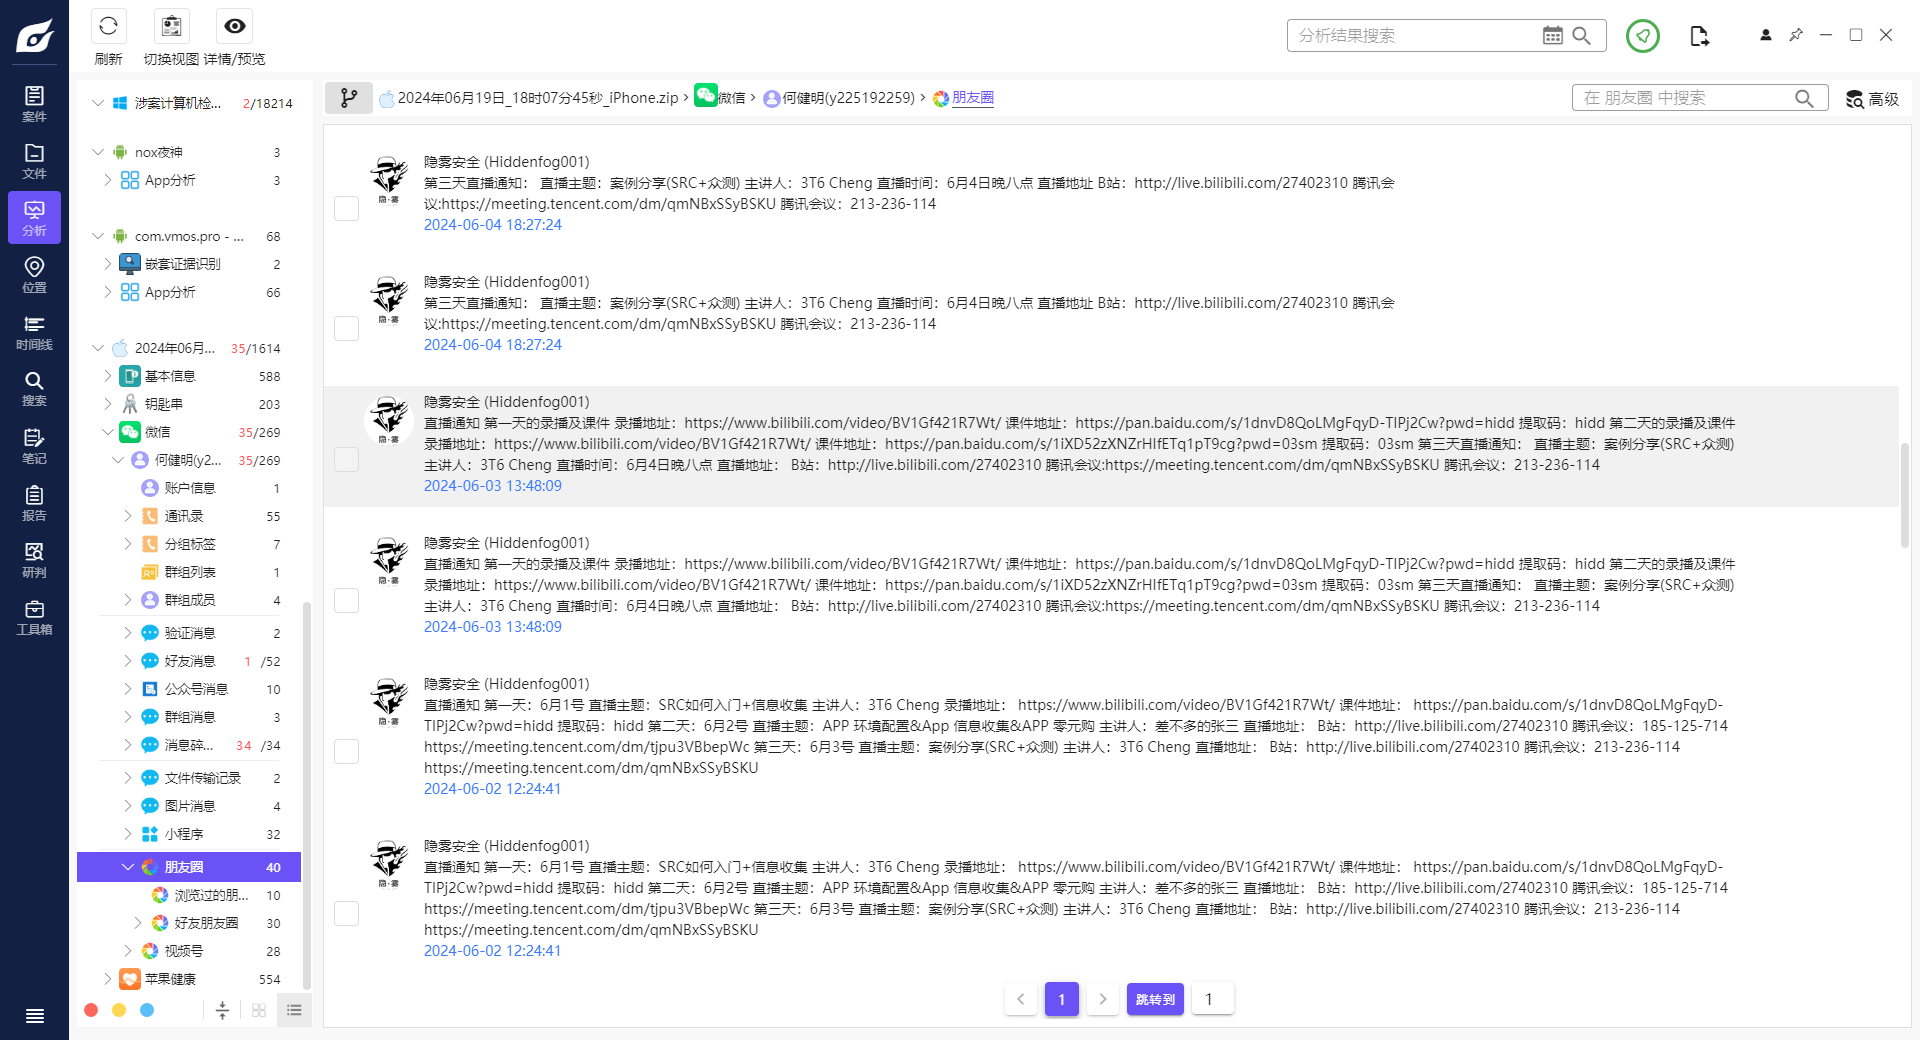 刷新
切换视图
详情/预览
分析结果搜索
案件
文件
分析
位置
时间线
搜索
笔记
报告
研判
工具箱
涉案计算机检... 2/18214
nox夜神 3
App分析 3
com.vmos.pro - ... 68
嵌套证据识别 2
App分析 66
2024年06月... 35/1614
基本信息 588
钥匙串 203
微信 35/269
何健明(y2... 35/269
账户信息 1
通讯录 55
分组标签 7
群组列表 1
群组成员 4
验证消息 2
好友消息 1 /52
公众号消息 10
群组消息 3
消息碎... 34 /34
文件传输记录 2
图片消息 4
小程序 32
朋友圈 40
浏览过的朋... 10
好友朋友圈 30
视频号 28
苹果健康 554
2024年06月19日_18时07分45秒_iPhone.zip › 微信 › 何健明(y225192259) › 朋友圈
在 朋友圈 中搜索
高级
隐·雾
隐雾安全 (Hiddenfog001)
第三天直播通知： 直播主题：案例分享(SRC+众测) 主讲人：3T6 Cheng 直播时间：6月4日晚八点 直播地址 B站：http://live.bilibili.com/27402310 腾讯会
议:https://meeting.tencent.com/dm/qmNBxSSyBSKU 腾讯会议：213-236-114
2024-06-04 18:27:24
隐·雾
隐雾安全 (Hiddenfog001)
第三天直播通知： 直播主题：案例分享(SRC+众测) 主讲人：3T6 Cheng 直播时间：6月4日晚八点 直播地址 B站：http://live.bilibili.com/27402310 腾讯会
议:https://meeting.tencent.com/dm/qmNBxSSyBSKU 腾讯会议：213-236-114
2024-06-04 18:27:24
隐·雾
隐雾安全 (Hiddenfog001)
直播通知 第一天的录播及课件 录播地址：https://www.bilibili.com/video/BV1Gf421R7Wt/ 课件地址：https://pan.baidu.com/s/1dnvD8QoLMgFqyD-TIPj2Cw?pwd=hidd 提取码：hidd 第二天的录播及课件
录播地址：https://www.bilibili.com/video/BV1Gf421R7Wt/ 课件地址：https://pan.baidu.com/s/1iXD52zXNZrHIfETq1pT9cg?pwd=03sm 提取码：03sm 第三天直播通知： 直播主题：案例分享(SRC+众测)
主讲人：3T6 Cheng 直播时间：6月4日晚八点 直播地址： B站：http://live.bilibili.com/27402310 腾讯会议:https://meeting.tencent.com/dm/qmNBxSSyBSKU 腾讯会议：213-236-114
2024-06-03 13:48:09
隐·雾
隐雾安全 (Hiddenfog001)
直播通知 第一天的录播及课件 录播地址：https://www.bilibili.com/video/BV1Gf421R7Wt/ 课件地址：https://pan.baidu.com/s/1dnvD8QoLMgFqyD-TIPj2Cw?pwd=hidd 提取码：hidd 第二天的录播及课件
录播地址：https://www.bilibili.com/video/BV1Gf421R7Wt/ 课件地址：https://pan.baidu.com/s/1iXD52zXNZrHIfETq1pT9cg?pwd=03sm 提取码：03sm 第三天直播通知： 直播主题：案例分享(SRC+众测)
主讲人：3T6 Cheng 直播时间：6月4日晚八点 直播地址： B站：http://live.bilibili.com/27402310 腾讯会议:https://meeting.tencent.com/dm/qmNBxSSyBSKU 腾讯会议：213-236-114
2024-06-03 13:48:09
隐·雾
隐雾安全 (Hiddenfog001)
直播通知 第一天：6月1号 直播主题：SRC如何入门+信息收集 主讲人：3T6 Cheng 录播地址： https://www.bilibili.com/video/BV1Gf421R7Wt/ 课件地址： https://pan.baidu.com/s/1dnvD8QoLMgFqyD-
TIPj2Cw?pwd=hidd 提取码：hidd 第二天：6月2号 直播主题：APP 环境配置&App 信息收集&APP 零元购 主讲人：差不多的张三 直播地址： B站：http://live.bilibili.com/27402310 腾讯会议：185-125-714
https://meeting.tencent.com/dm/tjpu3VBbepWc 第三天：6月3号 直播主题：案例分享(SRC+众测) 主讲人：3T6 Cheng 直播地址： B站：http://live.bilibili.com/27402310 腾讯会议：213-236-114
https://meeting.tencent.com/dm/qmNBxSSyBSKU
2024-06-02 12:24:41
隐·雾
隐雾安全 (Hiddenfog001)
直播通知 第一天：6月1号 直播主题：SRC如何入门+信息收集 主讲人：3T6 Cheng 录播地址： https://www.bilibili.com/video/BV1Gf421R7Wt/ 课件地址： https://pan.baidu.com/s/1dnvD8QoLMgFqyD-
TIPj2Cw?pwd=hidd 提取码：hidd 第二天：6月2号 直播主题：APP 环境配置&App 信息收集&APP 零元购 主讲人：差不多的张三 直播地址： B站：http://live.bilibili.com/27402310 腾讯会议：185-125-714
https://meeting.tencent.com/dm/tjpu3VBbepWc 第三天：6月3号 直播主题：案例分享(SRC+众测) 主讲人：3T6 Cheng 直播地址： B站：http://live.bilibili.com/27402310 腾讯会议：213-236-114
https://meeting.tencent.com/dm/qmNBxSSyBSKU
2024-06-02 12:24:41
1 跳转到 1